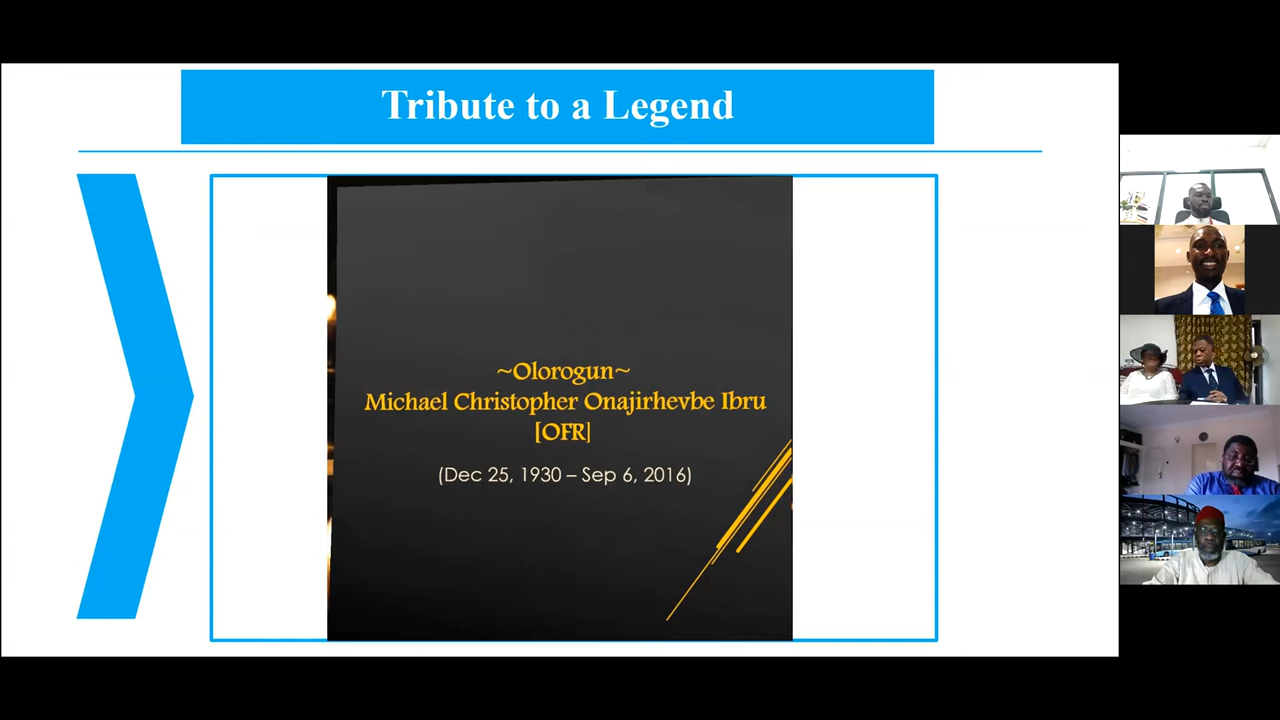 Tribute to a Legend
~Olorogun~
Michael Christopher Onajirhevbe Ibru
[OFR]
(Dec 25, 1930 – Sep 6, 2016)